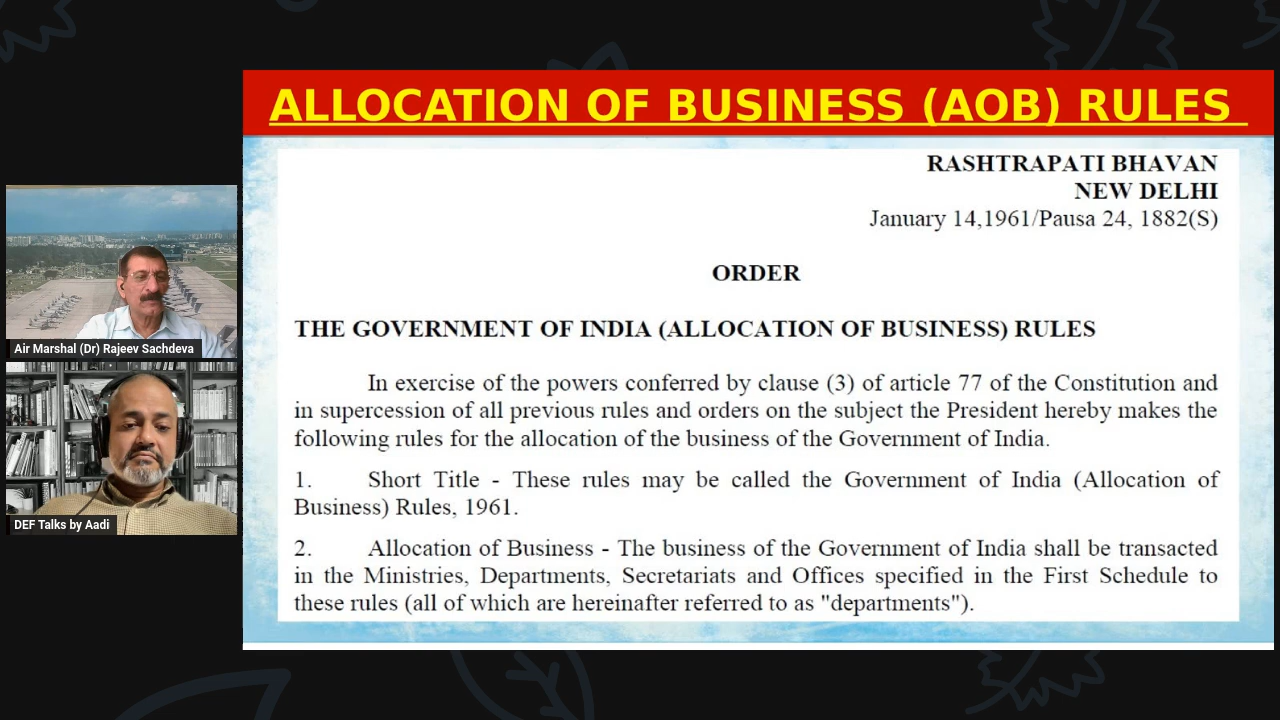 ALLOCATION OF BUSINESS (AOB) RULES
RASHTRAPATI BHAVAN
NEW DELHI
January 14,1961/Pausa 24, 1882(S)
ORDER
THE GOVERNMENT OF INDIA (ALLOCATION OF BUSINESS) RULES
In exercise of the powers conferred by clause (3) of article 77 of the Constitution and
in supercession of all previous rules and orders on the subject the President hereby makes the
following rules for the allocation of the business of the Government of India.
1. Short Title - These rules may be called the Government of India (Allocation of
Business) Rules, 1961.
2. Allocation of Business - The business of the Government of India shall be transacted
in the Ministries, Departments, Secretariats and Offices specified in the First Schedule to
these rules (all of which are hereinafter referred to as "departments").
Air Marshal (Dr) Rajeev Sachdeva
DEF Talks by Aadi